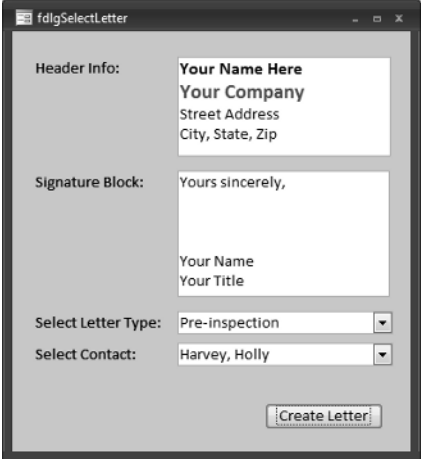 fdlgSelectLetter
Header Info:
Your Name Here
Your Company
Street Address
City, State, Zip
Signature Block:
Yours sincerely,
Your Name
Your Title
Select Letter Type: Pre-inspection
Select Contact: Harvey, Holly
Create Letter